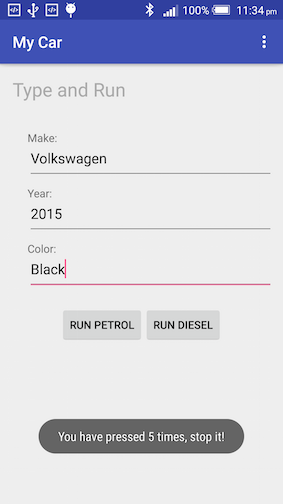 100% 11:34 pm
My Car
Type and Run
Make:
Volkswagen
Year:
2015
Color:
Black
RUN PETROL RUN DIESEL
You have pressed 5 times, stop it!